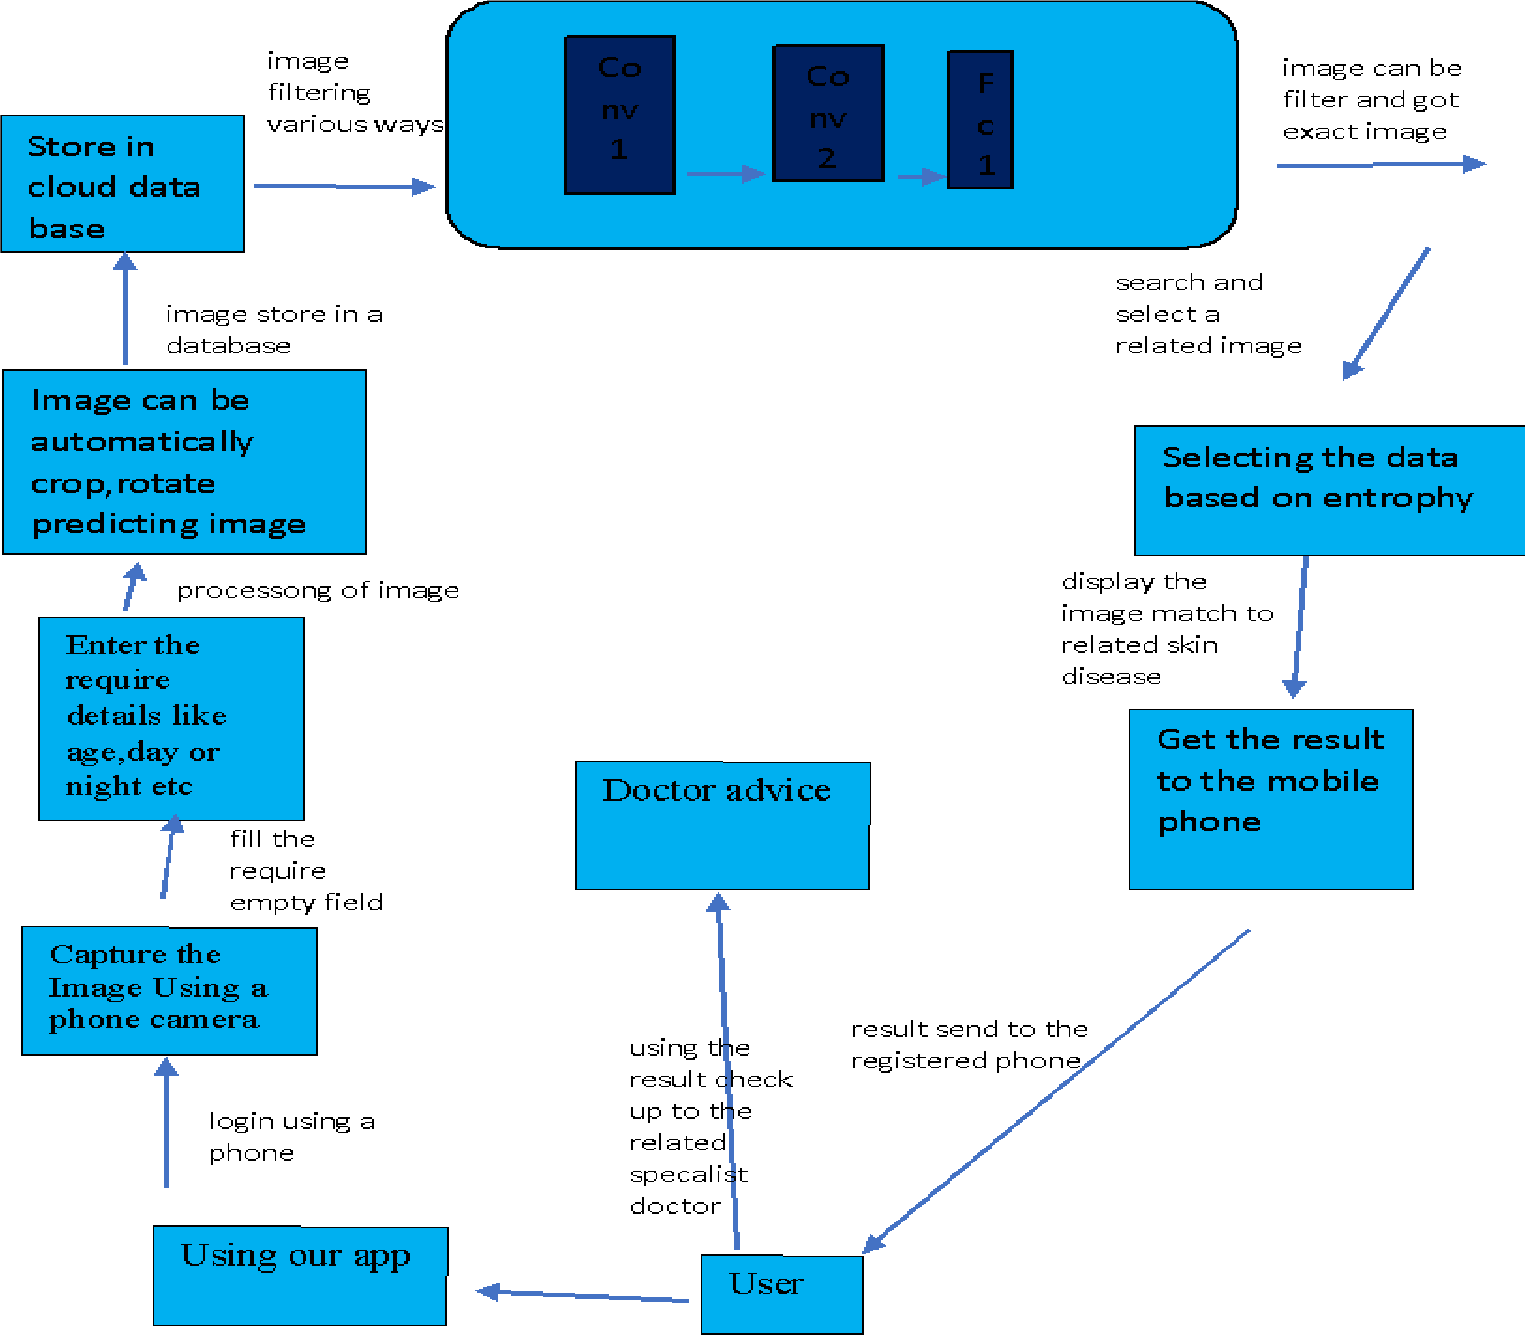 image
filtering
various ways
Co
nv
1
Co
nv
2
F
c
1
image can be
filter and got
exact image
Store in
cloud data
base
search and
select a
related image
image store in a
database
Image can be
automatically
crop,rotate
predicting image
Selecting the data
based on entrophy
processong of image
display the
image match to
related skin
disease
Enter the
require
details like
age,day or
night etc
Get the result
to the mobile
phone
Doctor advice
fill the
require
empty field
Capture the
Image Using a
phone camera
result send to the
registered phone
using the
result check
up to the
related
specalist
doctor
login using a
phone
Using our app
User